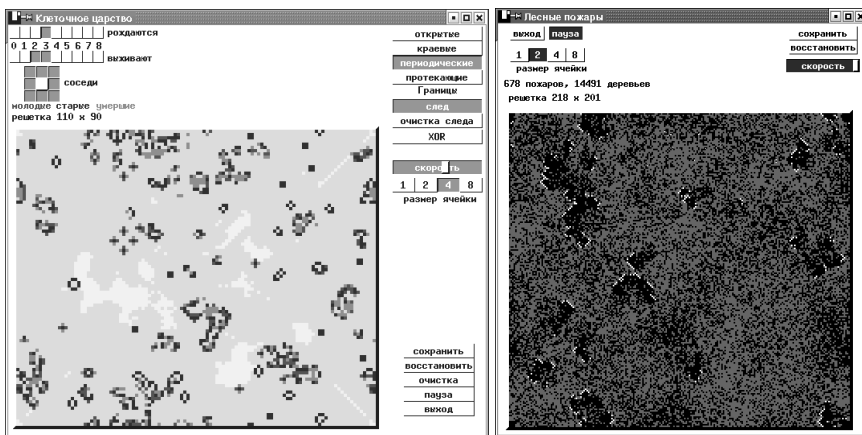 Клеточное царство
рождаются
0 1 2 3 4 5 6 7 8
выживают
соседи
молодые старые умершие
решетка 110 x 90
открытые
краевые
периодические
протекающие
Границы
след
очистка следа
XOR
скорость
1 2 4 8
размер ячейки
сохранить
восстановить
очистка
пауза
выход
Лесные пожары
выход пауза
1 2 4 8
размер ячейки
сохранить
восстановить
скорость
678 пожаров, 14491 деревьев
решетка 218 x 201